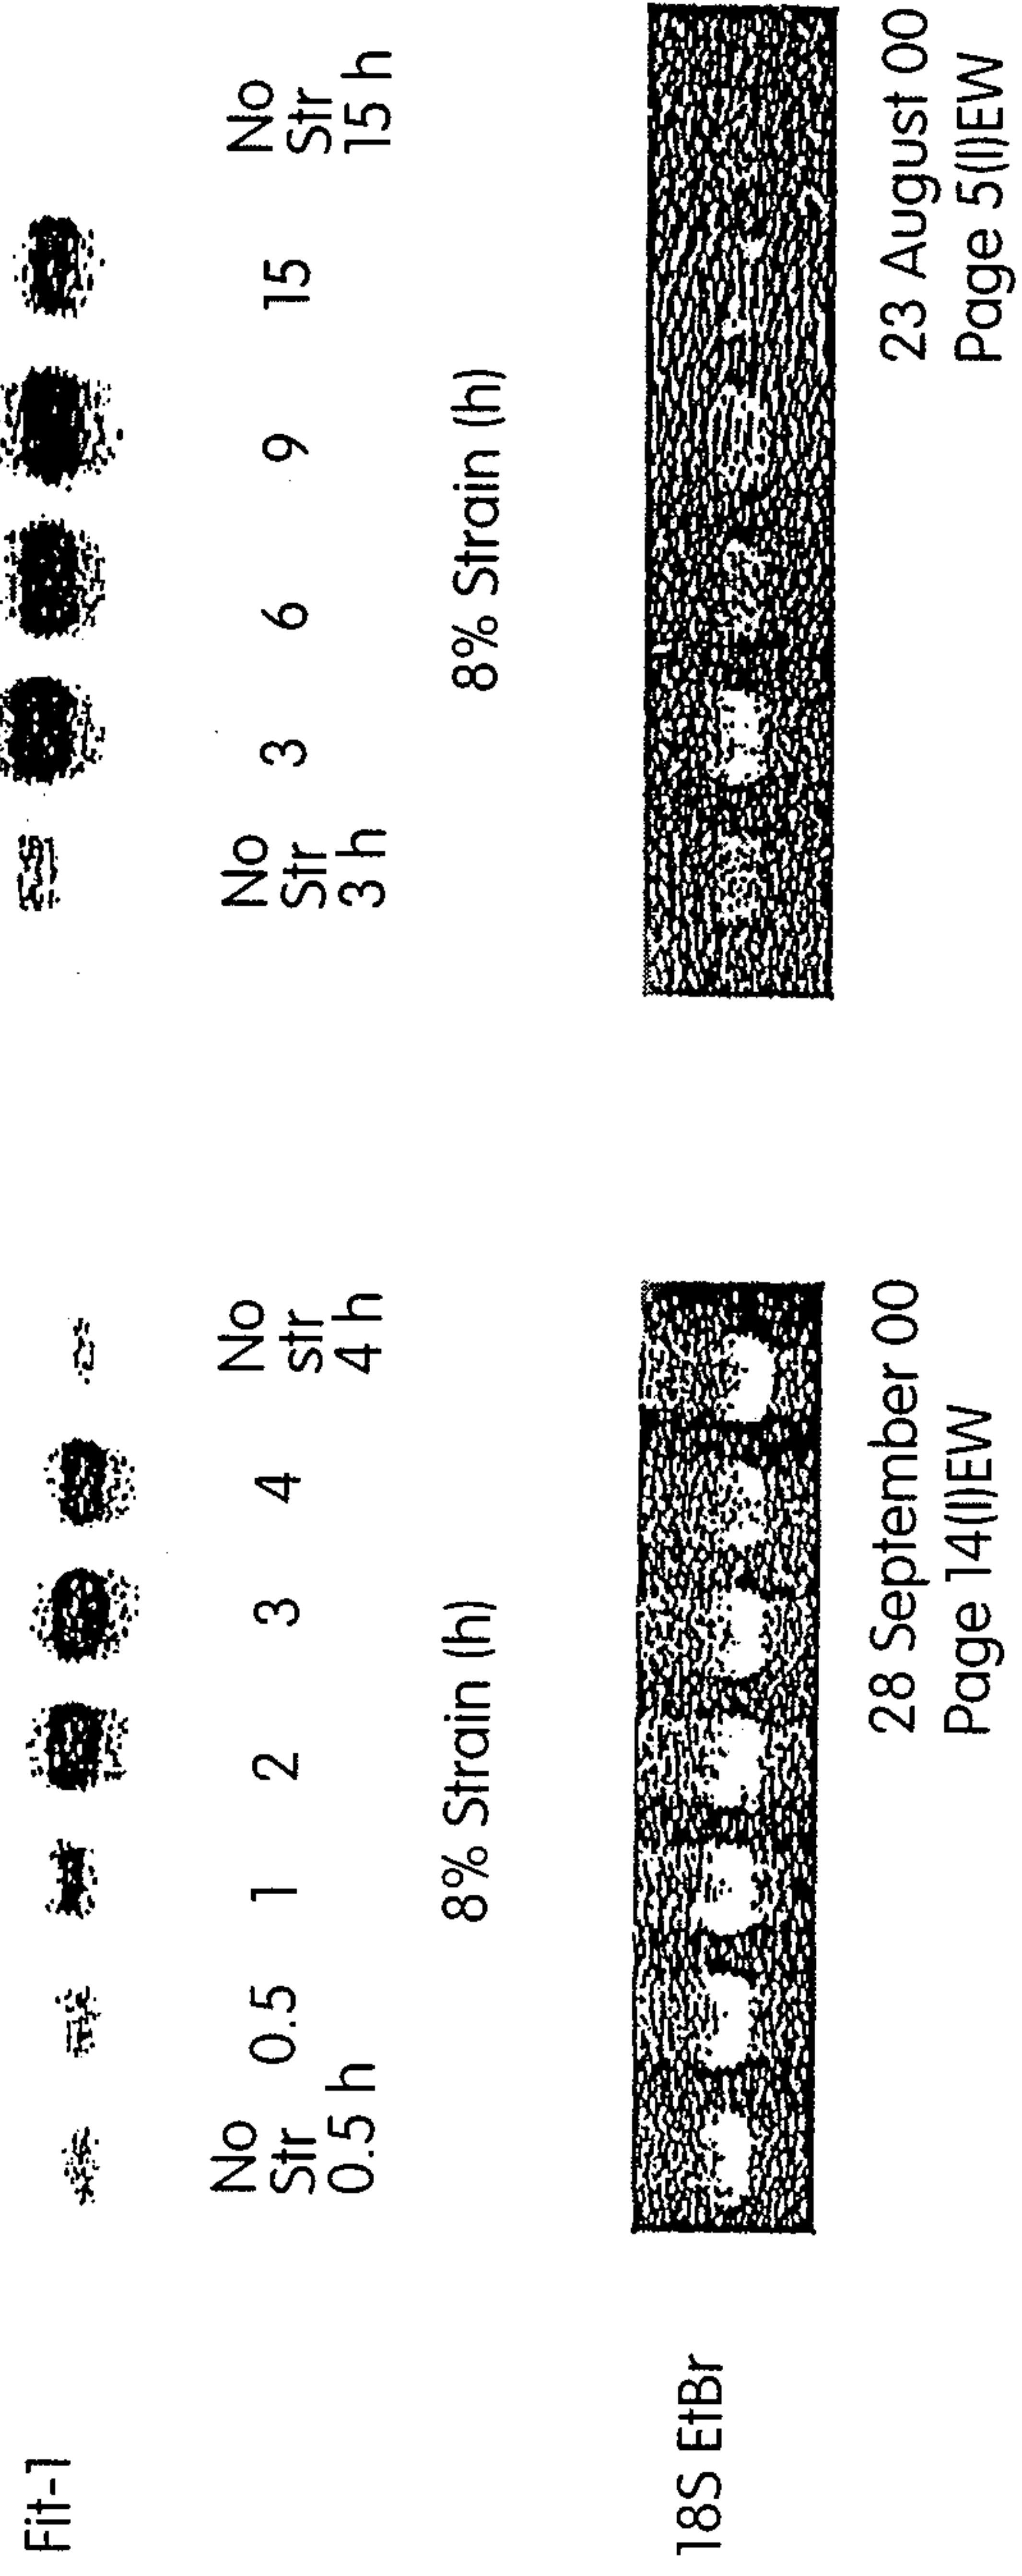 Fit-1
No
Str
0.5 h
0.5
1
2
3
4
No
str
4 h
No
Str
3 h
3
6
9
15
No
Str
15 h
8% Strain (h)
8% Strain (h)
18S EtBr
28 September 00
Page 14(I)EW
23 August 00
Page 5(I)EW